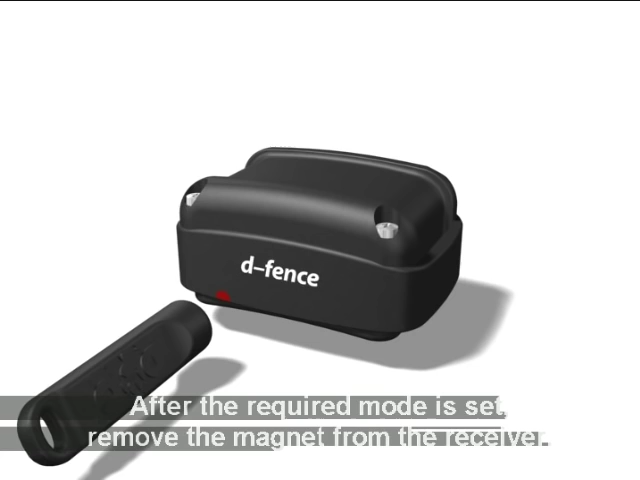 d–fence
After the required mode is set,
remove the magnet from the receiver.